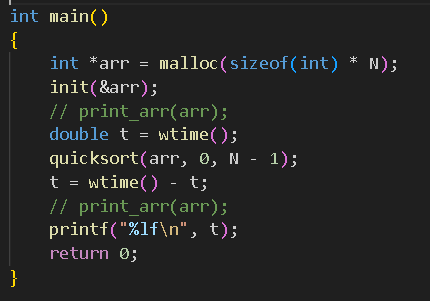 int main()
{
    int *arr = malloc(sizeof(int) * N);
    init(&arr);
    // print_arr(arr);
    double t = wtime();
    quicksort(arr, 0, N - 1);
    t = wtime() - t;
    // print_arr(arr);
    printf("%lf\n", t);
    return 0;
}